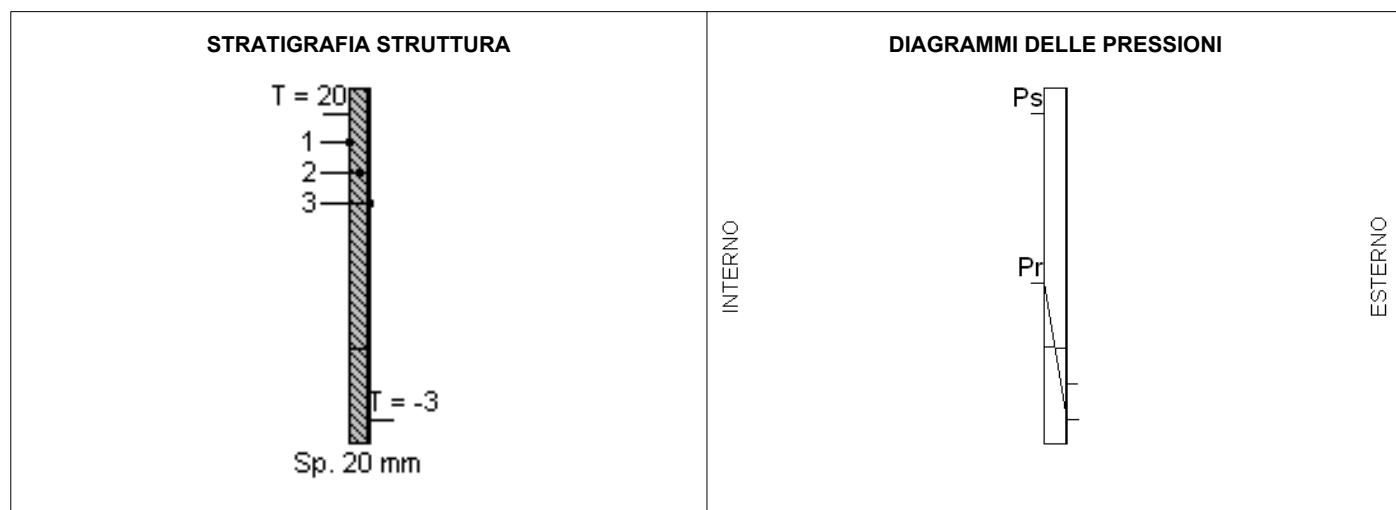 STRATIGRAFIA STRUTTURA
T = 20
1
2
3
T = -3
Sp. 20 mm
DIAGRAMMI DELLE PRESSIONI
Ps
Pr
INTERNO
ESTERNO